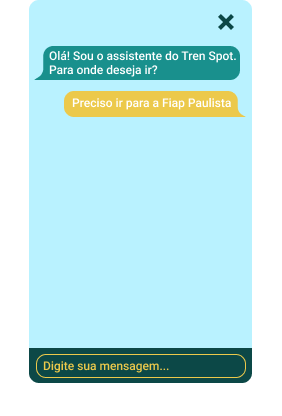 Olá! Sou o assistente do Tren Spot.
Para onde deseja ir?
Preciso ir para a Fiap Paulista
Digite sua mensagem...